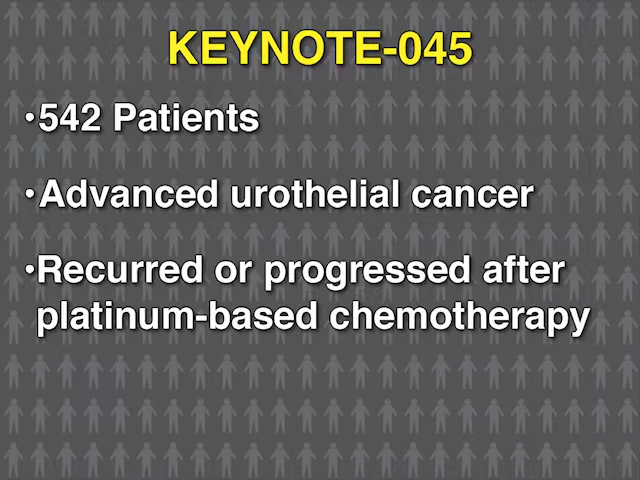 KEYNOTE-045
•542 Patients
•Advanced urothelial cancer
•Recurred or progressed after
platinum-based chemotherapy